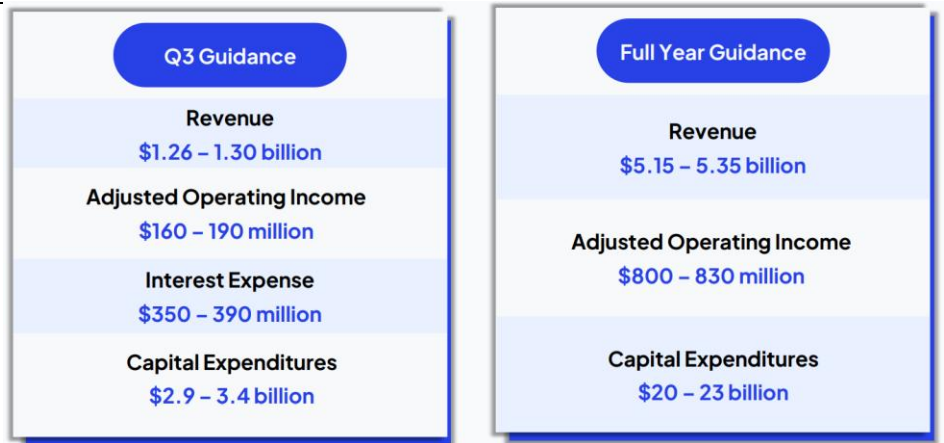 Q3 Guidance
Revenue
$1.26 – 1.30 billion
Adjusted Operating Income
$160 – 190 million
Interest Expense
$350 – 390 million
Capital Expenditures
$2.9 – 3.4 billion
Full Year Guidance
Revenue
$5.15 – 5.35 billion
Adjusted Operating Income
$800 – 830 million
Capital Expenditures
$20 – 23 billion